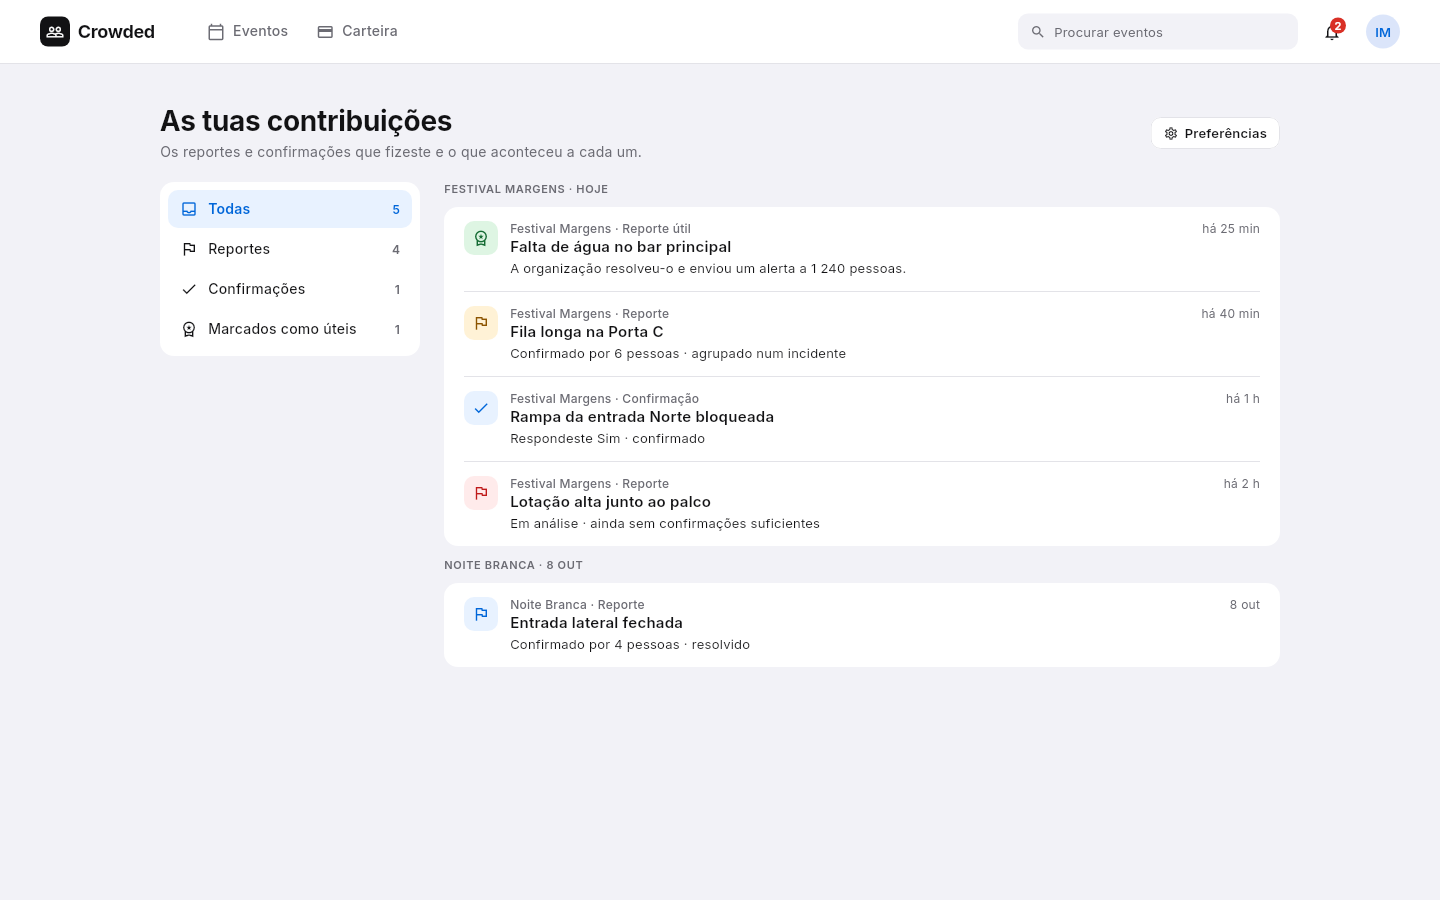 Crowded
Eventos
Carteira
Procurar eventos
2
IM
As tuas contribuições
Os reportes e confirmações que fizeste e o que aconteceu a cada um.
Preferências
Todas 5
Reportes 4
Confirmações 1
Marcados como úteis 1
FESTIVAL MARGENS · HOJE
Festival Margens · Reporte útil há 25 min
Falta de água no bar principal
A organização resolveu-o e enviou um alerta a 1 240 pessoas.
Festival Margens · Reporte há 40 min
Fila longa na Porta C
Confirmado por 6 pessoas · agrupado num incidente
Festival Margens · Confirmação há 1 h
Rampa da entrada Norte bloqueada
Respondeste Sim · confirmado
Festival Margens · Reporte há 2 h
Lotação alta junto ao palco
Em análise · ainda sem confirmações suficientes
NOITE BRANCA · 8 OUT
Noite Branca · Reporte 8 out
Entrada lateral fechada
Confirmado por 4 pessoas · resolvido